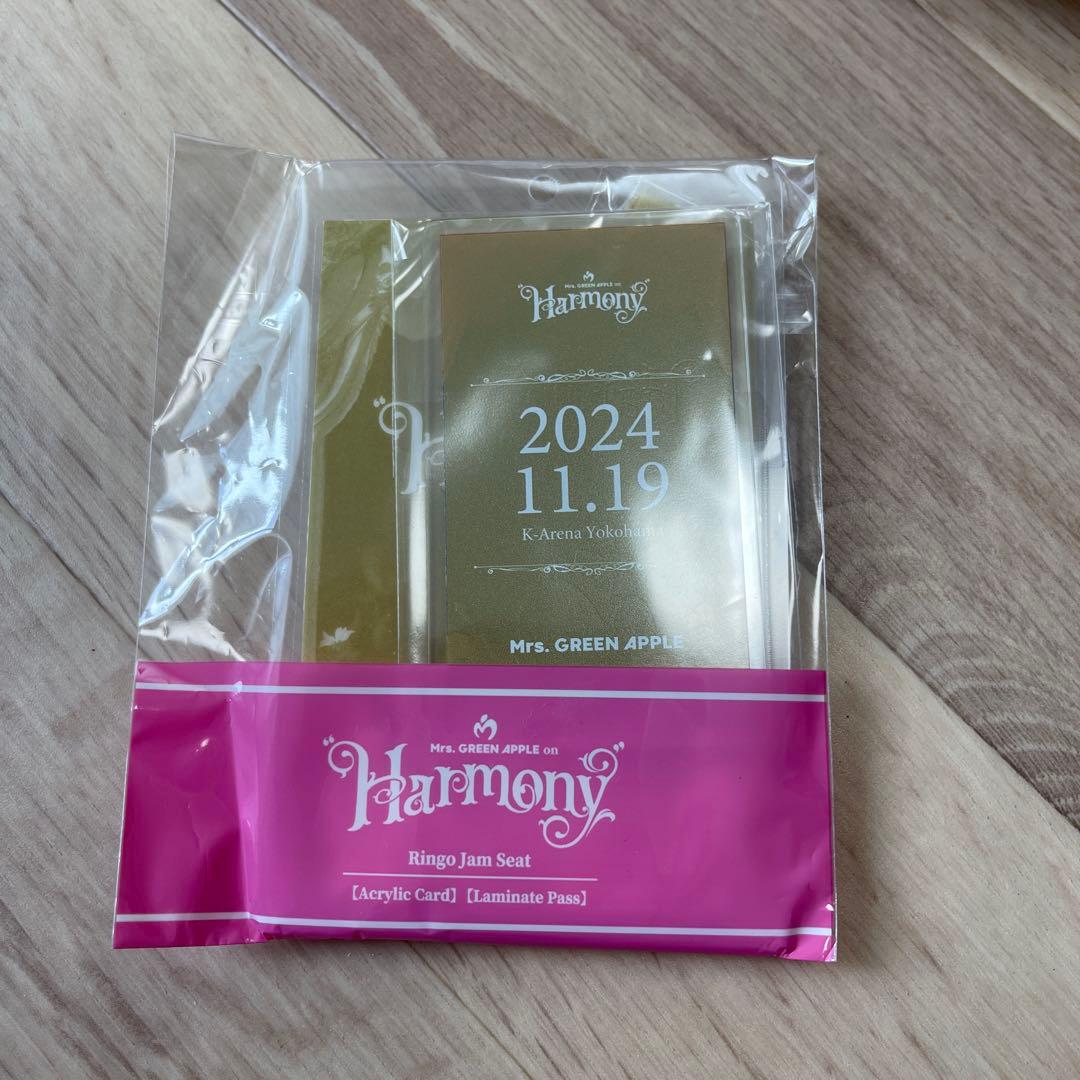 Mrs. GREEN APPLE on
"Harmony"
2024
11.19
K-Arena Yokohama
Mrs. GREEN APPLE
Mrs. GREEN APPLE on
"Harmony"
Ringo Jam Seat
【Acrylic Card】【Laminate Pass】